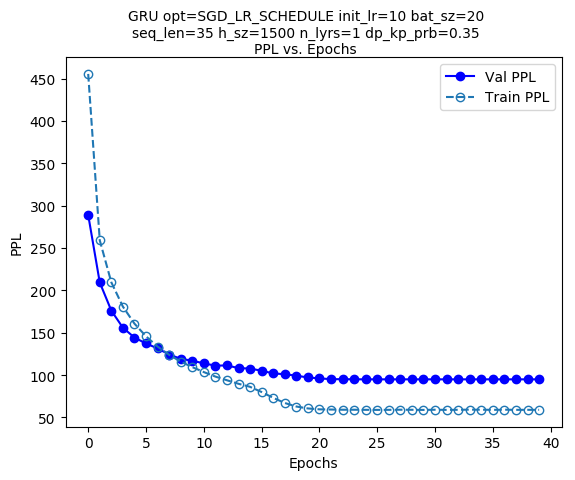 GRU opt=SGD_LR_SCHEDULE init_lr=10 bat_sz=20
seq_len=35 h_sz=1500 n_lyrs=1 dp_kp_prb=0.35
PPL vs. Epochs
Val PPL
Train PPL
450
400
350
300
250
200
150
100
50
PPL
0 5 10 15 20 25 30 35 40
Epochs